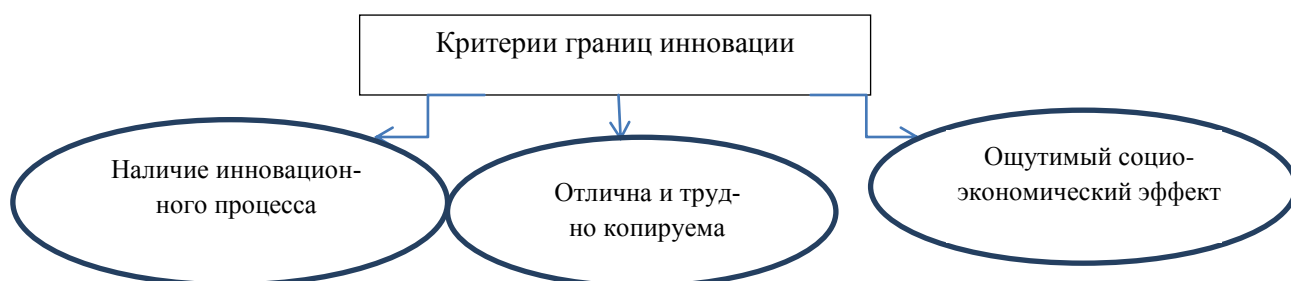 Критерии границ инновации
Наличие инновацион-
ного процесса
Отлична и труд-
но копируема
Ощутимый социо-
экономический эффект